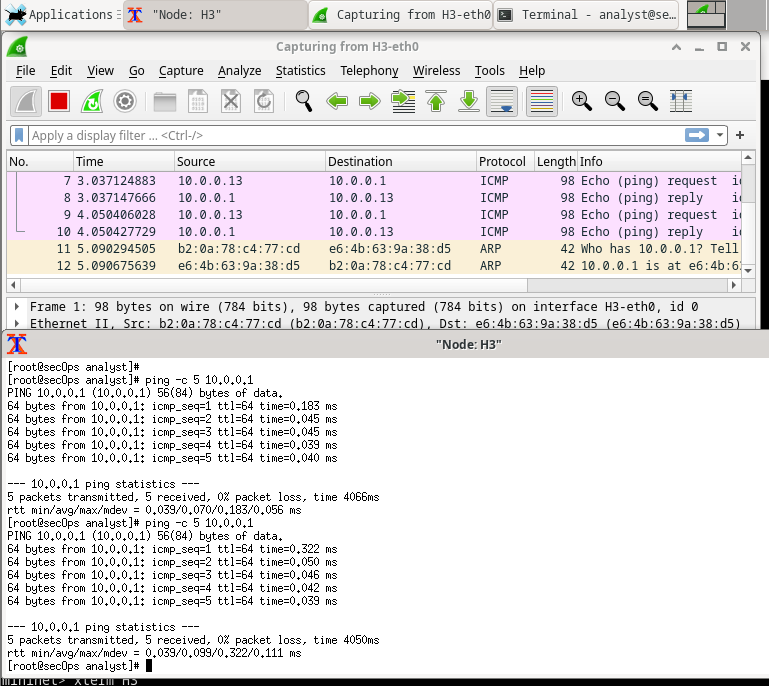 Applications "Node: H3" Capturing from H3-eth0 Terminal - analyst@se...
Capturing from H3-eth0
File Edit View Go Capture Analyze Statistics Telephony Wireless Tools Help
Apply a display filter ... <Ctrl-/>
No. Time Source Destination Protocol Length Info
7 3.037124883 10.0.0.13 10.0.0.1 ICMP 98 Echo (ping) request
8 3.037147666 10.0.0.1 10.0.0.13 ICMP 98 Echo (ping) reply
9 4.050406028 10.0.0.13 10.0.0.1 ICMP 98 Echo (ping) request
10 4.050427729 10.0.0.1 10.0.0.13 ICMP 98 Echo (ping) reply
11 5.090294505 b2:0a:78:c4:77:cd e6:4b:63:9a:38:d5 ARP 42 Who has 10.0.0.1? Tell
12 5.090675639 e6:4b:63:9a:38:d5 b2:0a:78:c4:77:cd ARP 42 10.0.0.1 is at e6:4b:6
Frame 1: 98 bytes on wire (784 bits), 98 bytes captured (784 bits) on interface H3-eth0, id 0
Ethernet II, Src: b2:0a:78:c4:77:cd (b2:0a:78:c4:77:cd), Dst: e6:4b:63:9a:38:d5 (e6:4b:63:9a:38:d5)
"Node: H3"
[root@secOps analyst]#
[root@secOps analyst]# ping -c 5 10.0.0.1
PING 10.0.0.1 (10.0.0.1) 56(84) bytes of data.
64 bytes from 10.0.0.1: icmp_seq=1 ttl=64 time=0.183 ms
64 bytes from 10.0.0.1: icmp_seq=2 ttl=64 time=0.045 ms
64 bytes from 10.0.0.1: icmp_seq=3 ttl=64 time=0.045 ms
64 bytes from 10.0.0.1: icmp_seq=4 ttl=64 time=0.039 ms
64 bytes from 10.0.0.1: icmp_seq=5 ttl=64 time=0.040 ms
--- 10.0.0.1 ping statistics ---
5 packets transmitted, 5 received, 0% packet loss, time 4066ms
rtt min/avg/max/mdev = 0.039/0.070/0.183/0.056 ms
[root@secOps analyst]# ping -c 5 10.0.0.1
PING 10.0.0.1 (10.0.0.1) 56(84) bytes of data.
64 bytes from 10.0.0.1: icmp_seq=1 ttl=64 time=0.322 ms
64 bytes from 10.0.0.1: icmp_seq=2 ttl=64 time=0.050 ms
64 bytes from 10.0.0.1: icmp_seq=3 ttl=64 time=0.046 ms
64 bytes from 10.0.0.1: icmp_seq=4 ttl=64 time=0.042 ms
64 bytes from 10.0.0.1: icmp_seq=5 ttl=64 time=0.039 ms
--- 10.0.0.1 ping statistics ---
5 packets transmitted, 5 received, 0% packet loss, time 4050ms
rtt min/avg/max/mdev = 0.039/0.099/0.322/0.111 ms
[root@secOps analyst]#
mininet> xterm H3